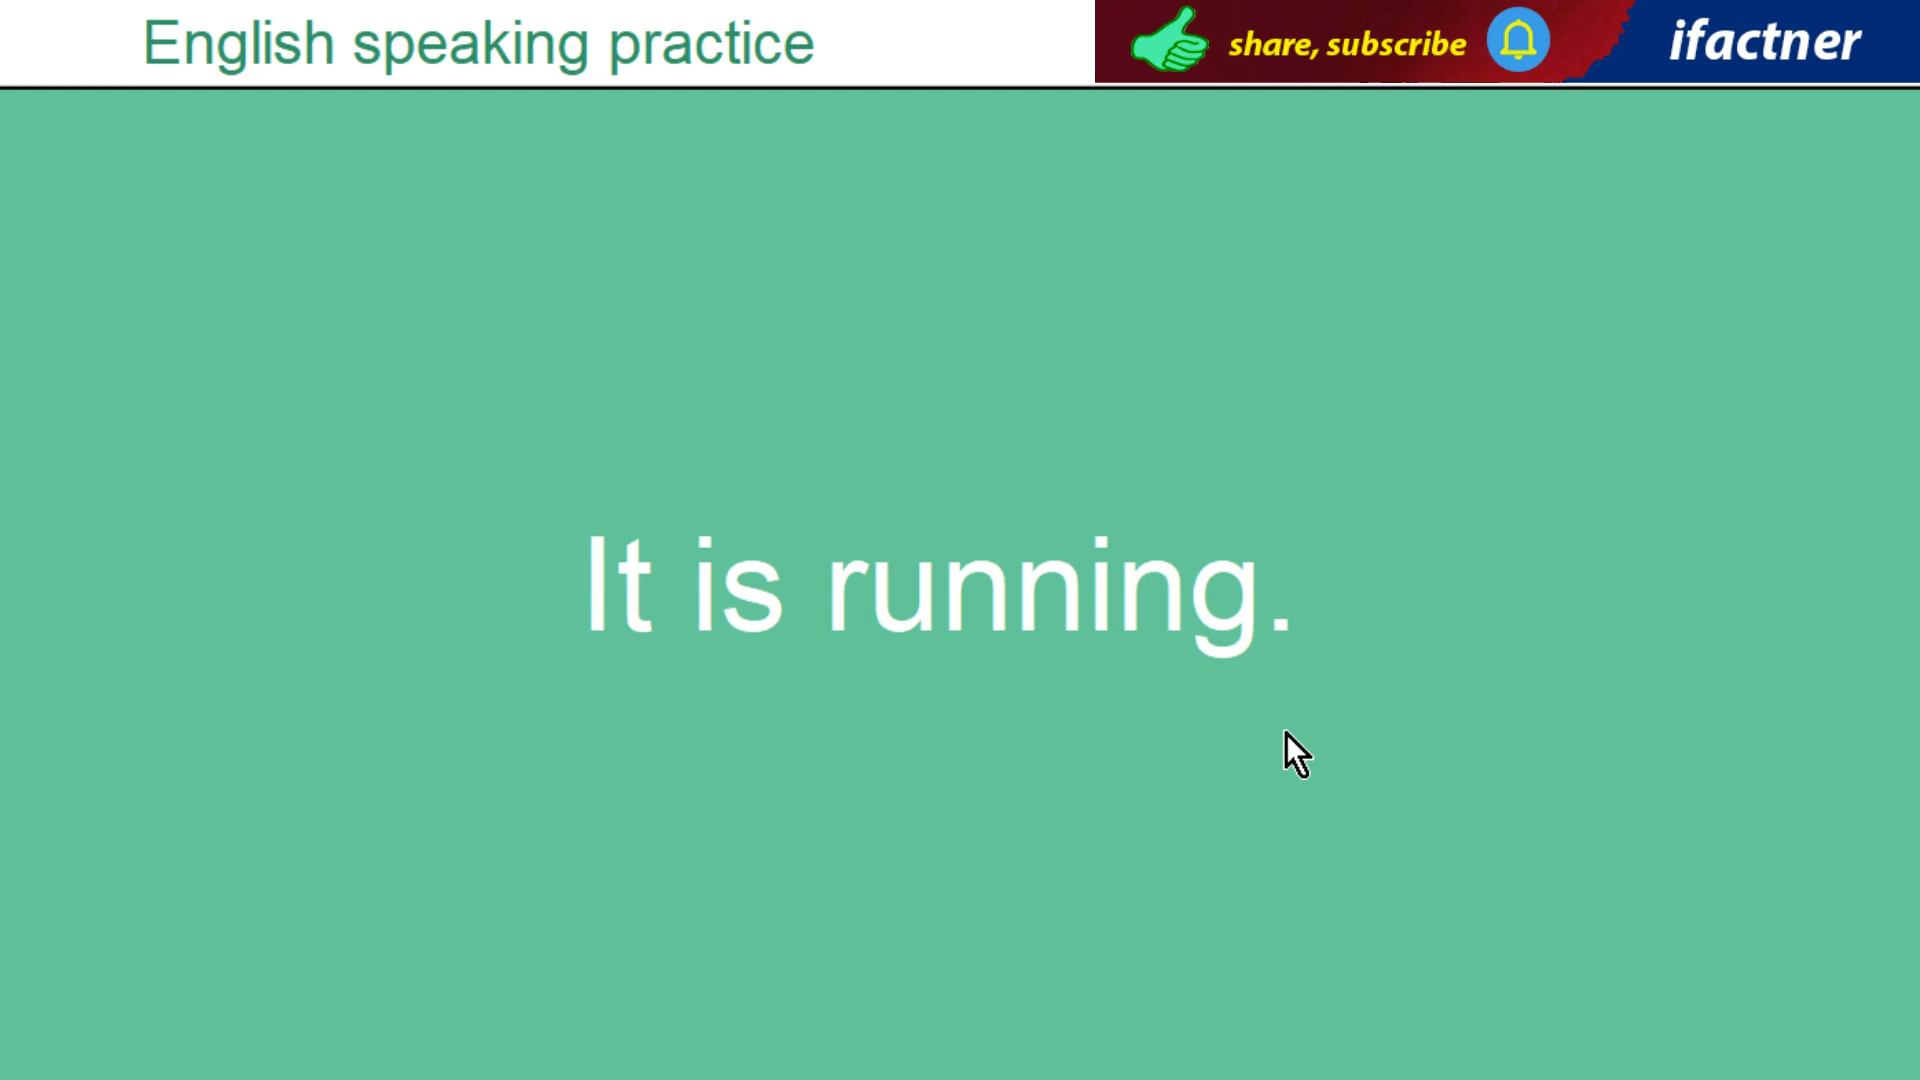 English speaking practice
share, subscribe
ifactner
It is running.